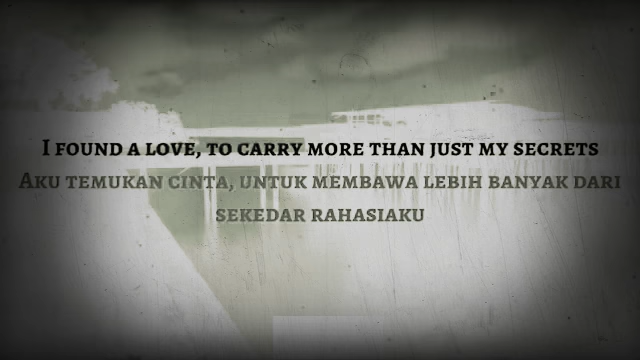 I found a love, to carry more than just my secrets
Aku temukan cinta, untuk membawa lebih banyak dari
sekedar rahasiaku